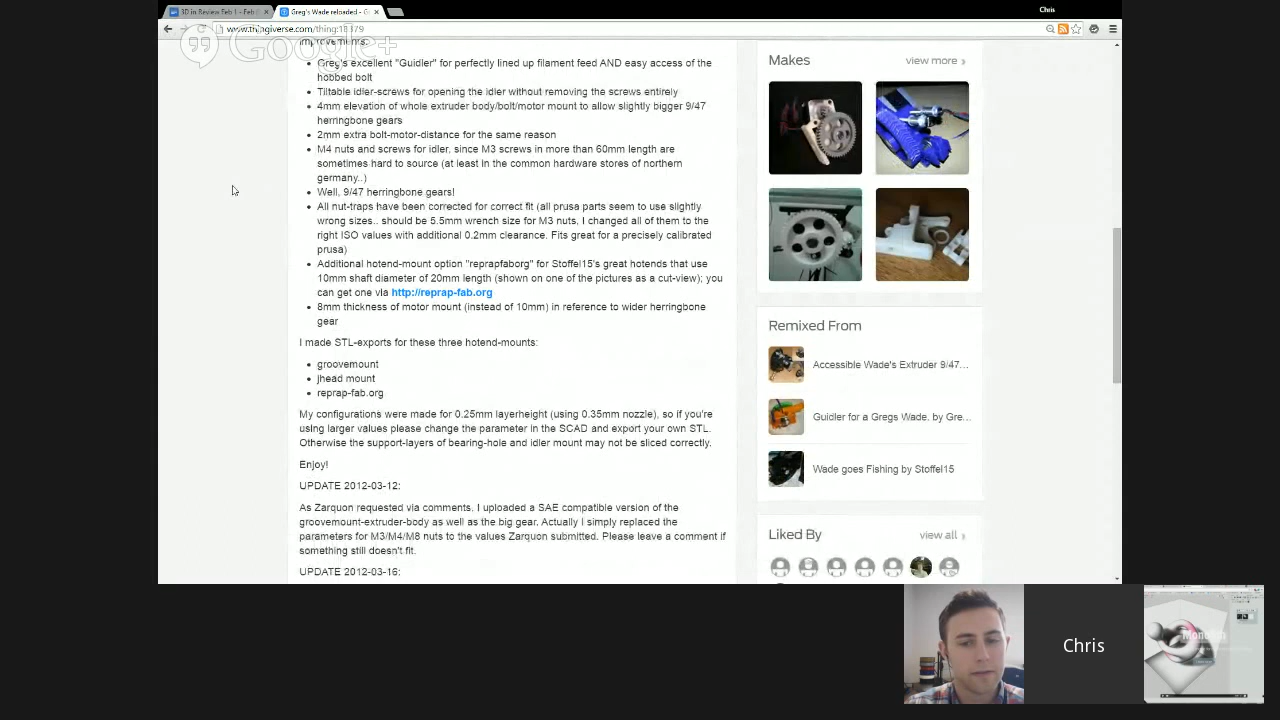 Chris
3D in Review Feb 1 - Feb
Greg's Wade reloaded - G
www.thingiverse.com/thing:18379
Google+
improvements:
Greg's excellent "Guidler" for perfectly lined up filament feed AND easy access of the
hobbed bolt
Tiltable idler-screws for opening the idler without removing the screws entirely
4mm elevation of whole extruder body/bolt/motor mount to allow slightly bigger 9/47
herringbone gears
2mm extra bolt-motor-distance for the same reason
M4 nuts and screws for idler, since M3 screws in more than 60mm length are
sometimes hard to source (at least in the common hardware stores of northern
germany..)
Well, 9/47 herringbone gears!
All nut-traps have been corrected for correct fit (all prusa parts seem to use slightly
wrong sizes.. should be 5.5mm wrench size for M3 nuts, I changed all of them to the
right ISO values with additional 0.2mm clearance. Fits great for a precisely calibrated
prusa)
Additional hotend-mount option "reprapfaborg" for Stoffel15's great hotends that use
10mm shaft diameter of 20mm length (shown on one of the pictures as a cut-view); you
can get one via http://reprap-fab.org
8mm thickness of motor mount (instead of 10mm) in reference to wider herringbone
gear
I made STL-exports for these three hotend-mounts:
groovemount
jhead mount
reprap-fab.org
My configurations were made for 0.25mm layerheight (using 0.35mm nozzle), so if you're
using larger values please change the parameter in the SCAD and export your own STL.
Otherwise the support-layers of bearing-hole and idler mount may not be sliced correctly.
Enjoy!
UPDATE 2012-03-12:
As Zarquon requested via comments, I uploaded a SAE compatible version of the
groovemount-extruder-body as well as the big gear. Actually I simply replaced the
parameters for M3/M4/M8 nuts to the values Zarquon submitted. Please leave a comment if
something still doesn't fit.
UPDATE 2012-03-16:
Makes
view more
Remixed From
Accessible Wade's Extruder 9/47...
Guidler for a Gregs Wade. by Gre...
Wade goes Fishing by Stoffel15
Liked By
view all
Chris